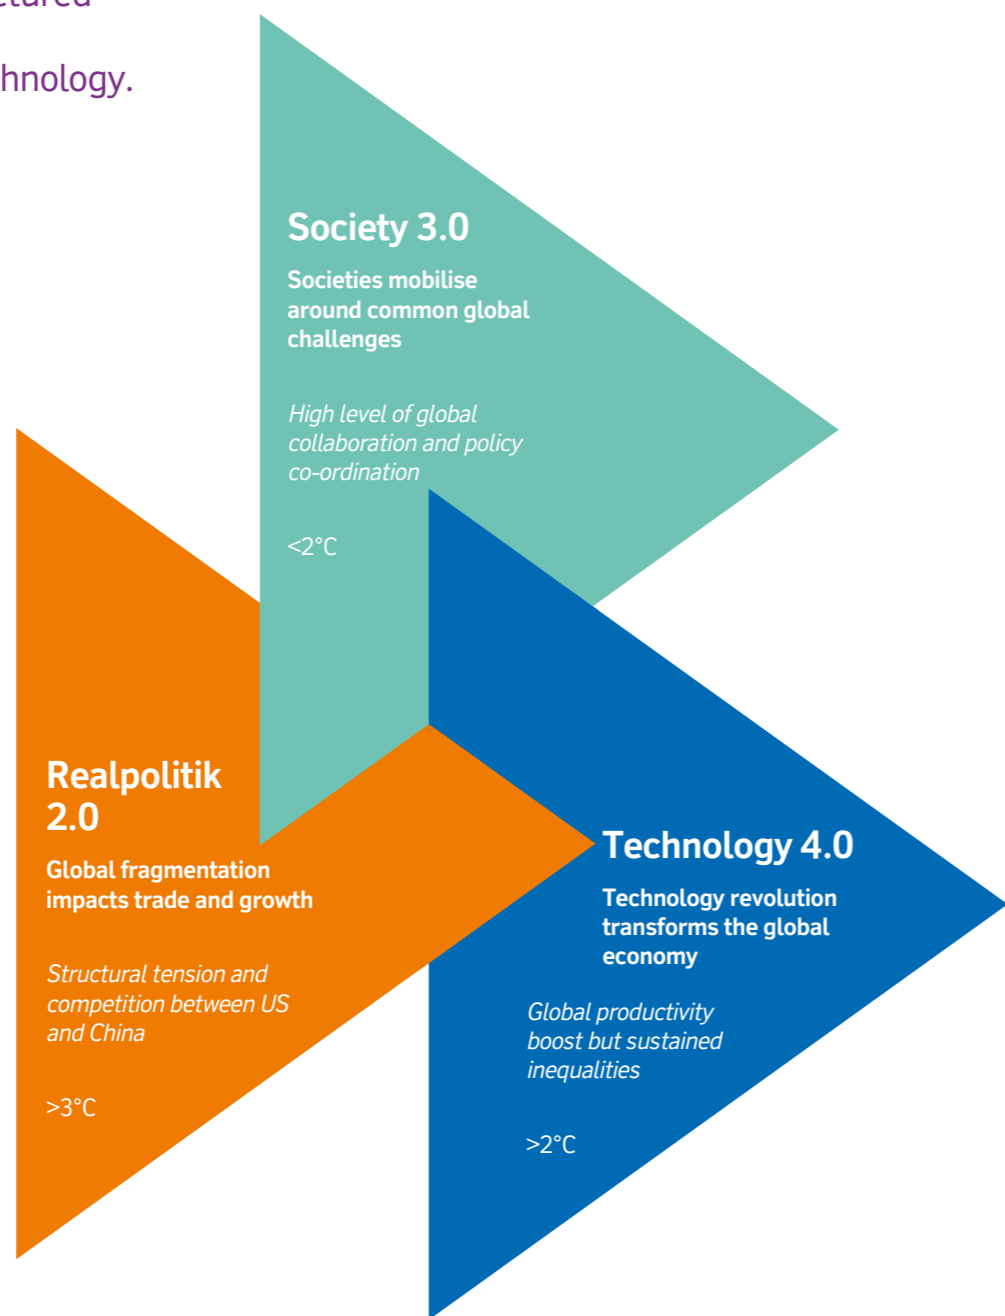 hnology.
Society 3.0
Societies mobilise
around common global
challenges
High level of global
collaboration and policy
co-ordination
<2°C
Realpolitik
2.0
Global fragmentation
impacts trade and growth
Structural tension and
competition between US
and China
>3°C
Technology 4.0
Technology revolution
transforms the global
economy
Global productivity
boost but sustained
inequalities
>2°C